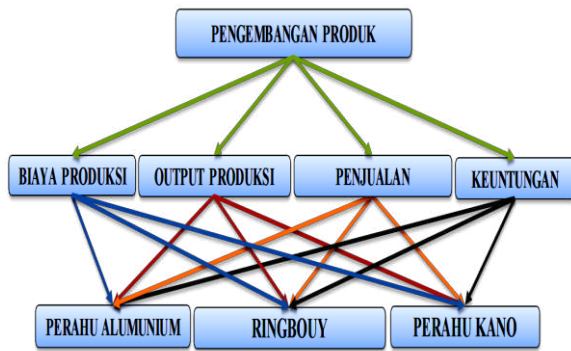 PENGEMBANGAN PRODUK
BIAYA PRODUKSI
OUTPUT PRODUKSI
PENJUALAN
KEUNTUNGAN
PERAHU ALUMUNIUM
RINGBOUY
PERAHU KANO